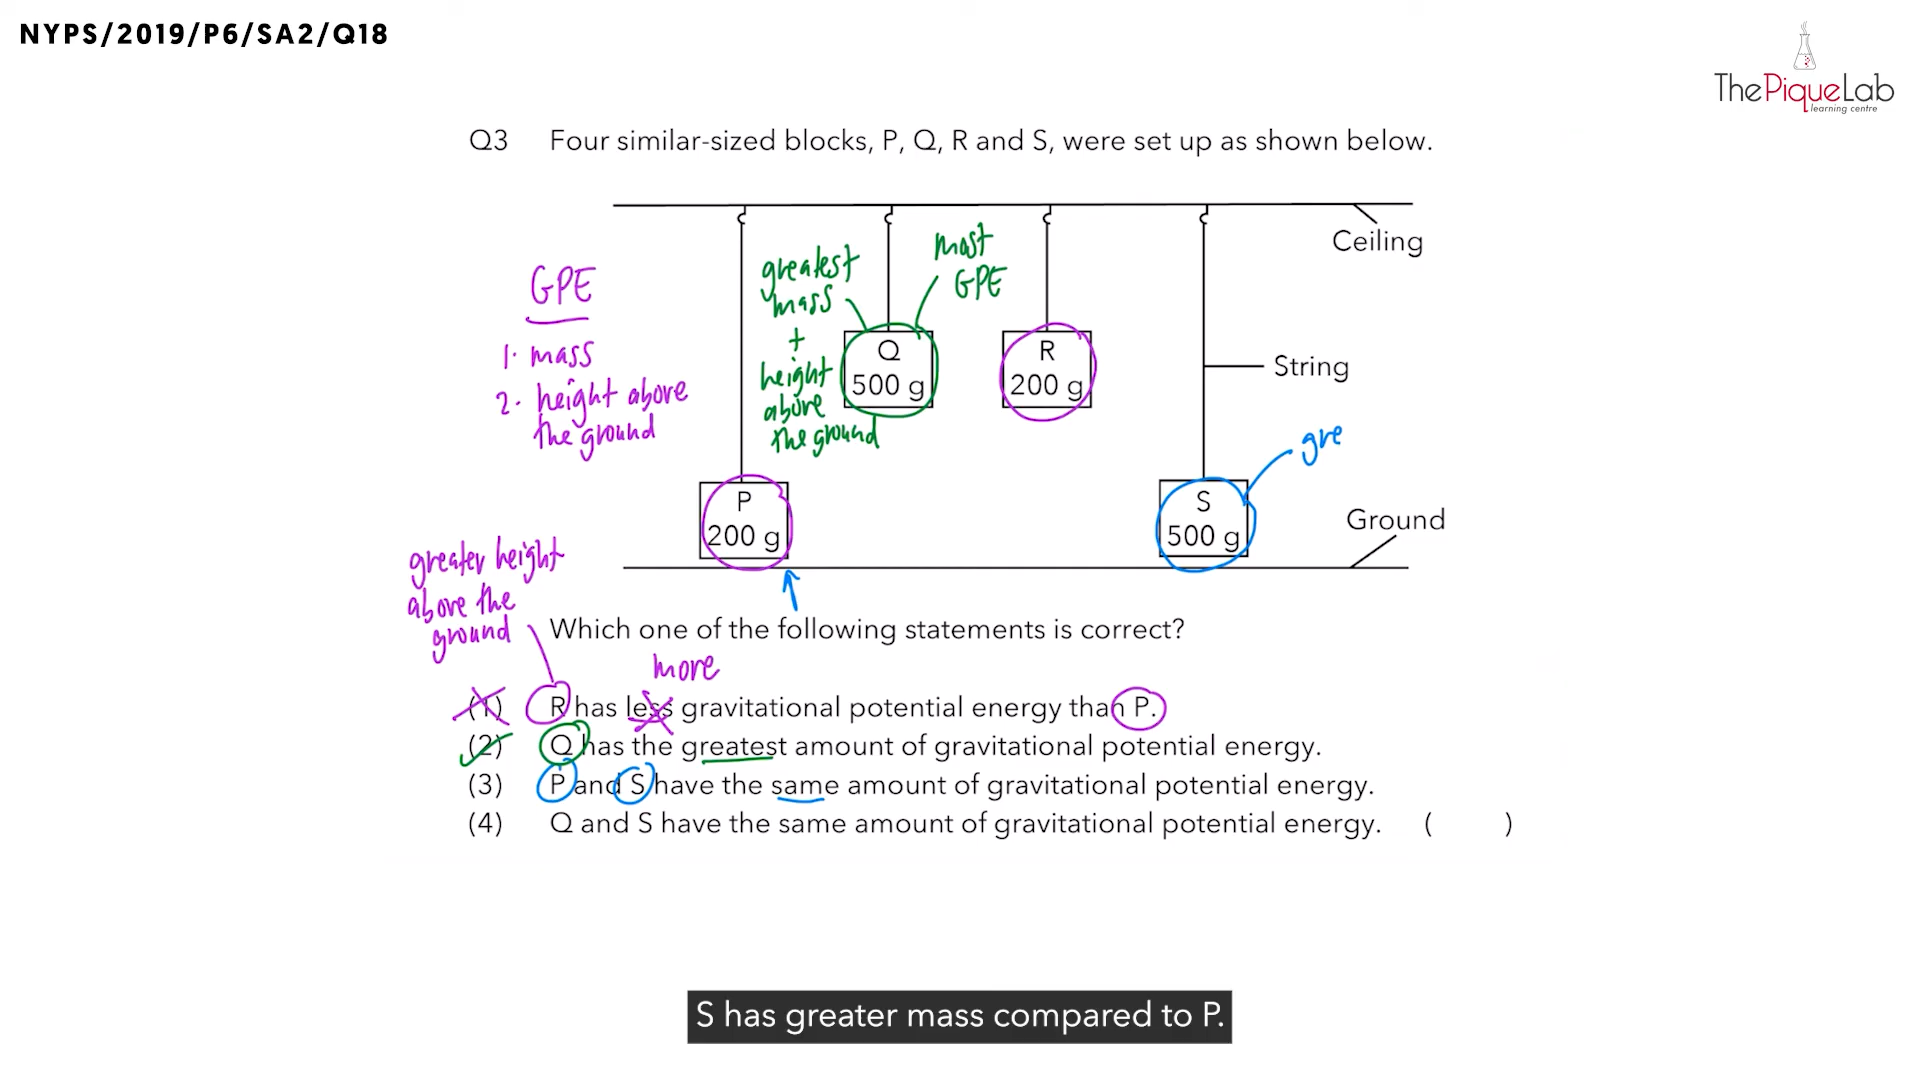 NYPS/2019/P6/SA2/Q18
ThePiqueLab
learning centre
Q3 Four similar-sized blocks, P, Q, R and S, were set up as shown below.
Ceiling
GPE
1. mass
2. height above
the ground
greatest
mass
+
height
above
the ground
most
GPE
Q
500 g
R
200 g
String
gre
P
200 g
S
500 g
Ground
greater height
above the
ground
Which one of the following statements is correct?
more
(1) R has less gravitational potential energy than P.
(2) Q has the greatest amount of gravitational potential energy.
(3) P and S have the same amount of gravitational potential energy.
(4) Q and S have the same amount of gravitational potential energy. ( )
S has greater mass compared to P.